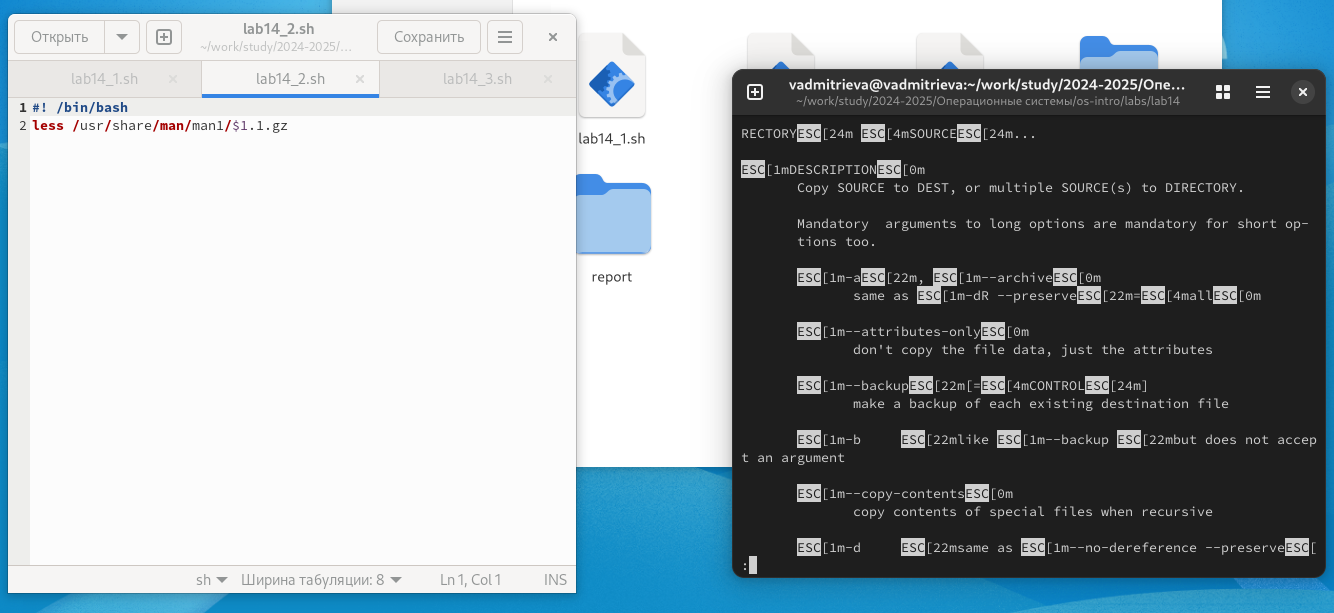 Открыть
lab14_2.sh
~/work/study/2024-2025/...
Сохранить
lab14_1.sh
lab14_2.sh
lab14_3.sh
1 #! /bin/bash
2 less /usr/share/man/man1/$1.1.gz
sh
Ширина табуляции: 8
Ln 1, Col 1
INS
lab14_1.sh
report
vadmitrieva@vadmitrieva:~/work/study/2024-2025/Опе...
~/work/study/2024-2025/Операционные системы/os-intro/labs/lab14
RECTORYESC[24m ESC[4mSOURCEESC[24m...
ESC[1mDESCRIPTIONESC[0m
Copy SOURCE to DEST, or multiple SOURCE(s) to DIRECTORY.
Mandatory  arguments to long options are mandatory for short op-
tions too.
ESC[1m-aESC[22m, ESC[1m--archiveESC[0m
same as ESC[1m-dR --preserveESC[22m=ESC[4mallESC[0m
ESC[1m--attributes-onlyESC[0m
don't copy the file data, just the attributes
ESC[1m--backupESC[22m[=ESC[4mCONTROLESC[24m]
make a backup of each existing destination file
ESC[1m-b     ESC[22mlike ESC[1m--backup ESC[22mbut does not accep
t an argument
ESC[1m--copy-contentsESC[0m
copy contents of special files when recursive
ESC[1m-d     ESC[22msame as ESC[1m--no-dereference --preserveESC[
: